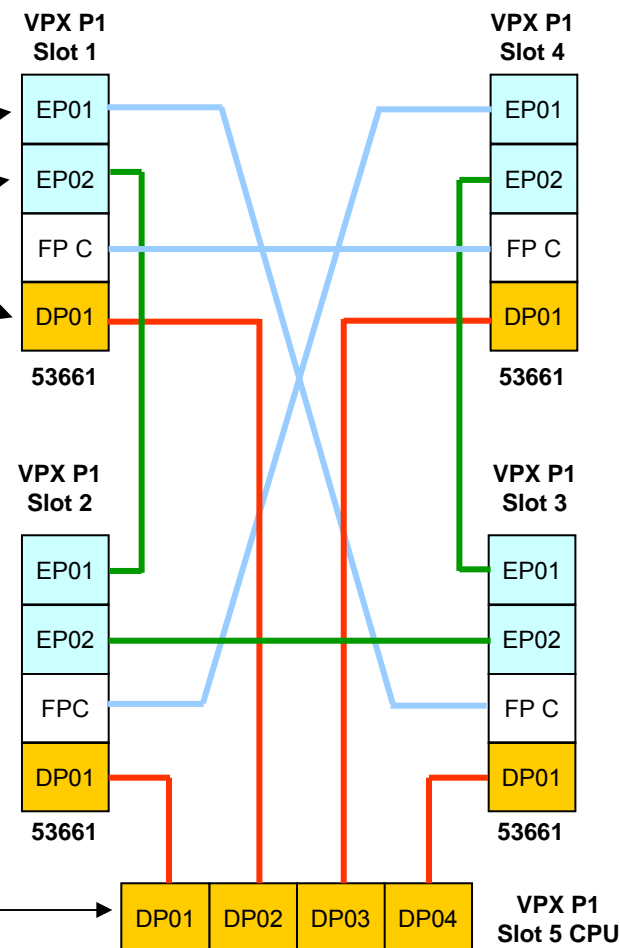 VPX P1
Slot 1
EP01
EP02
FP C
DP01
53661
VPX P1
Slot 4
EP01
EP02
FP C
DP01
53661
VPX P1
Slot 2
EP01
EP02
FPC
DP01
53661
VPX P1
Slot 3
EP01
EP02
FP C
DP01
53661
DP01
DP02
DP03
DP04
VPX P1
Slot 5 CPU